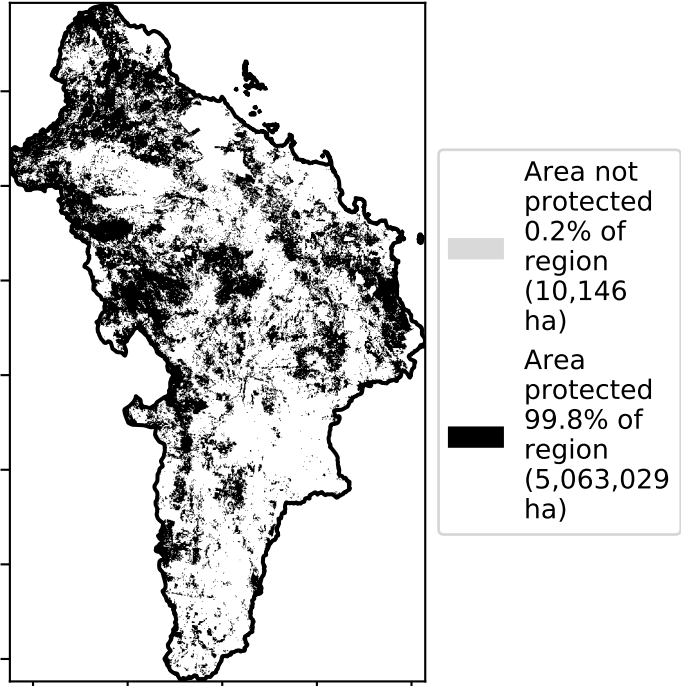 Area not
protected
0.2% of
region
(10,146
ha)
Area
protected
99.8% of
region
(5,063,029
ha)